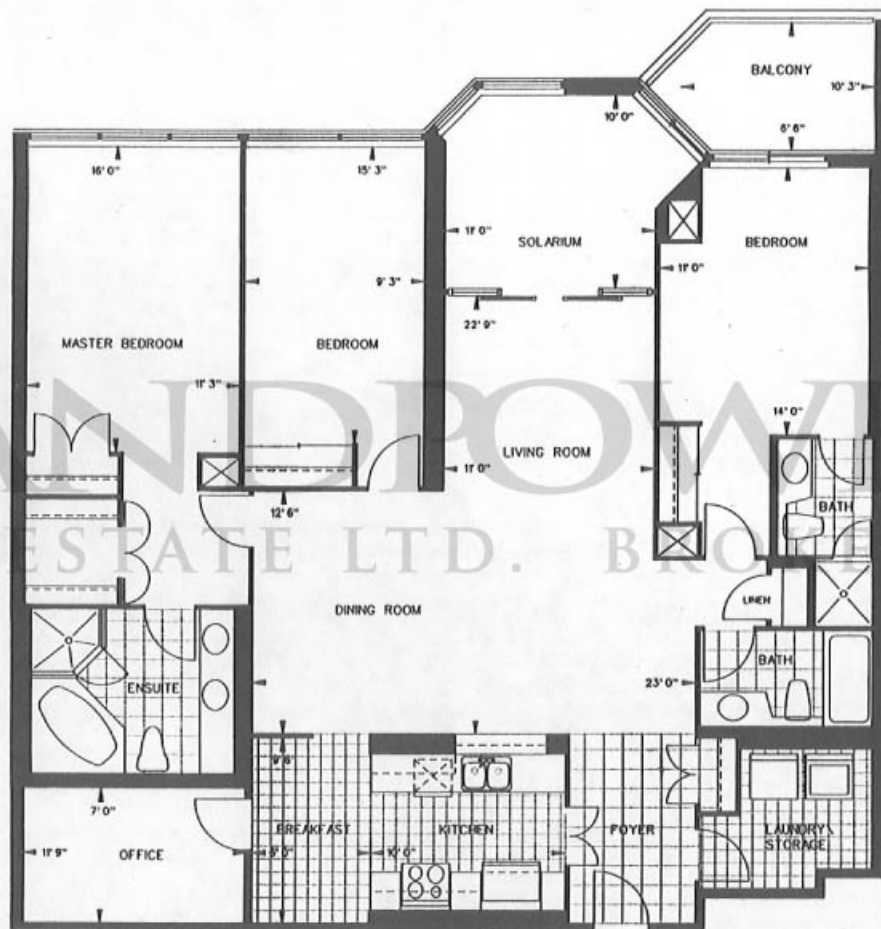 BALCONY
10' 3"
6' 6"
10' 0"
16' 0"
15' 3"
11' 0"
SOLARIUM
BEDROOM
11' 0"
9' 3"
22' 9"
MASTER BEDROOM
BEDROOM
11' 3"
ANDPOWE
14' 0"
LIVING ROOM
11' 0"
12' 6"
BATH
ESTATE LTD. BROKE
LINEN
DINING ROOM
BATH
ENSUITE
23' 0"
9' 6"
7' 0"
BREAKFAST
KITCHEN
FOYER
LAUNDRY\
STORAGE
11' 9"
OFFICE
8' 0"
10' 0"